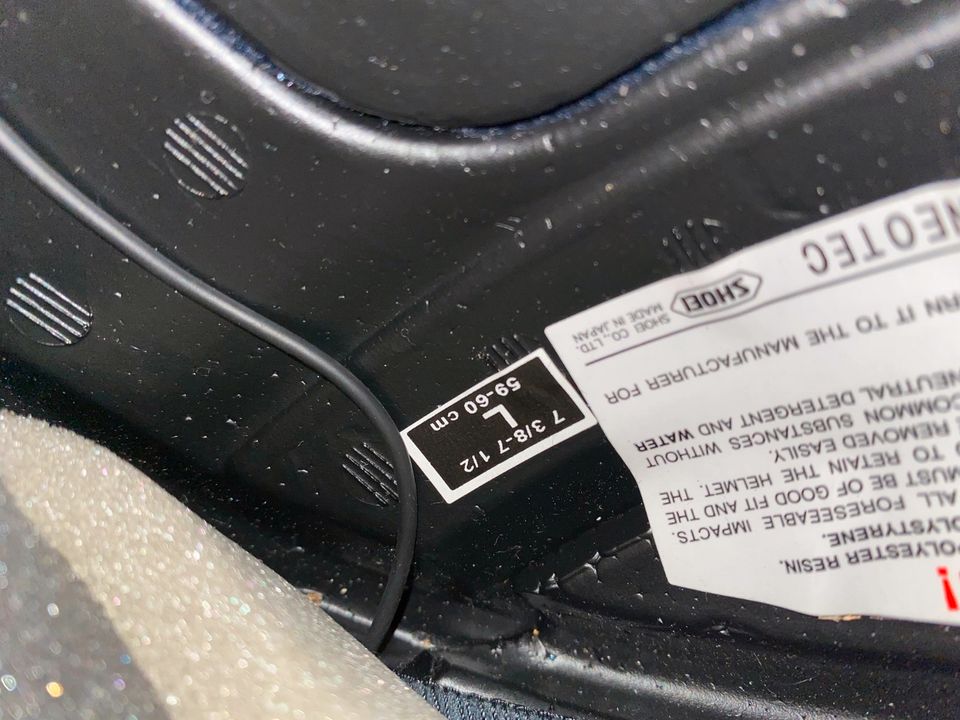 !
POLYESTER RESIN.
POLYSTYRENE.
ALL FORESEEABLE IMPACTS.
MUST BE OF GOOD FIT AND THE
TO RETAIN THE HELMET. THE
REMOVED EASILY.
COMMON SUBSTANCES WITHOUT
NEUTRAL DETERGENT AND WATER
IT TO THE MANUFACTURER FOR
SHOEI CO., LTD.
MADE IN JAPAN
SHOEI
NEOTEC
7 3/8-7 1/2
L
59-60 cm